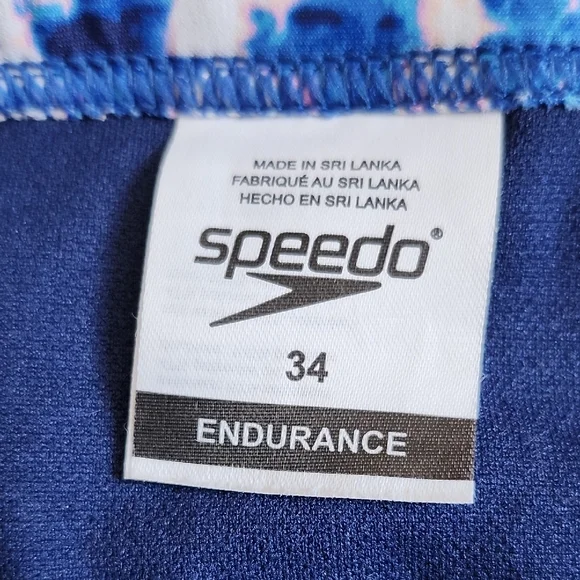 MADE IN SRI LANKA
FABRIQUÉ AU SRI LANKA
HECHO EN SRI LANKA
speedo®
34
ENDURANCE